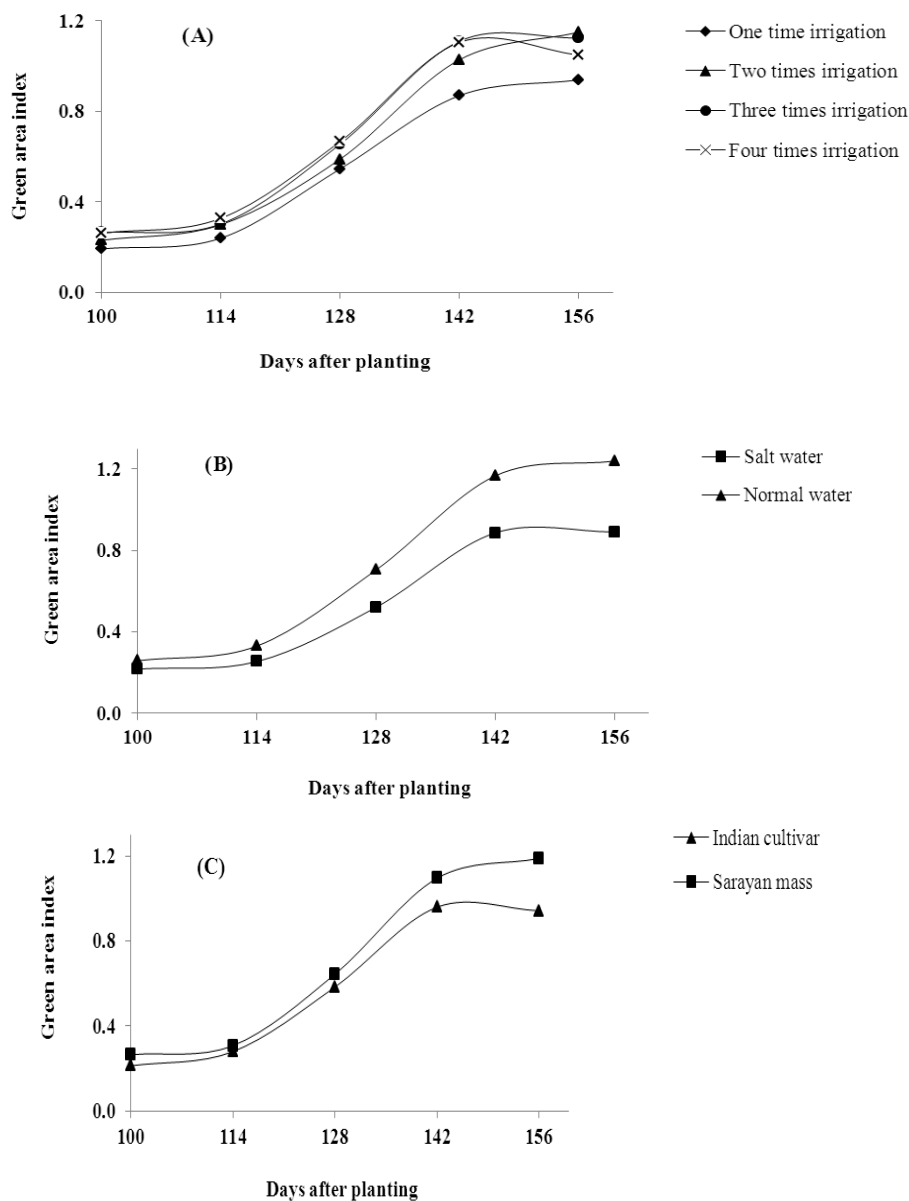 (A)
1.2
0.8
0.4
0.0
Green area index
100 114 128 142 156
Days after planting
One time irrigation
Two times irrigation
Three times irrigation
Four times irrigation
(B)
1.2
0.8
0.4
0.0
Green area index
100 114 128 142 156
Days after planting
Salt water
Normal water
(C)
1.2
0.8
0.4
0.0
Green area index
100 114 128 142 156
Days after planting
Indian cultivar
Sarayan mass